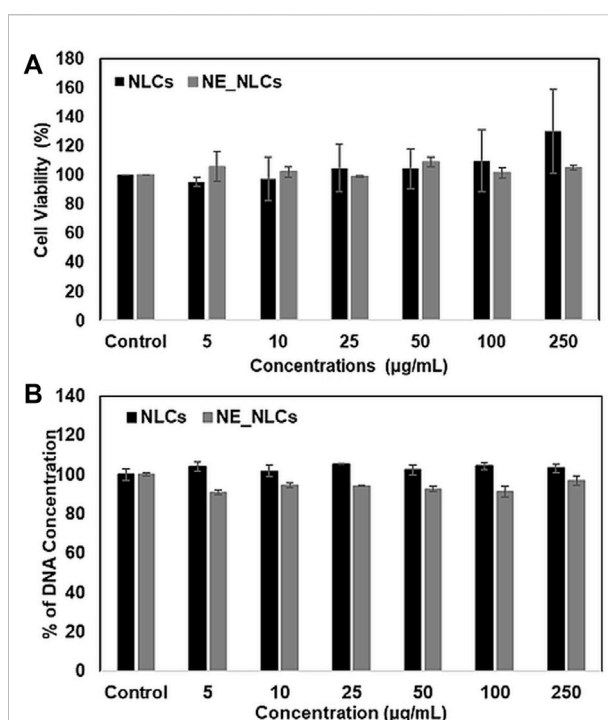 A
180
160
140
120
100
80
60
40
20
0
Cell Viability (%)
NLCs NE_NLCs
Control 5 10 25 50 100 250
Concentrations (µg/mL)
B
140
120
100
80
60
40
20
0
% of DNA Concentration
NLCs NE_NLCs
Control 5 10 25 50 100 250
Concentration (µg/mL)